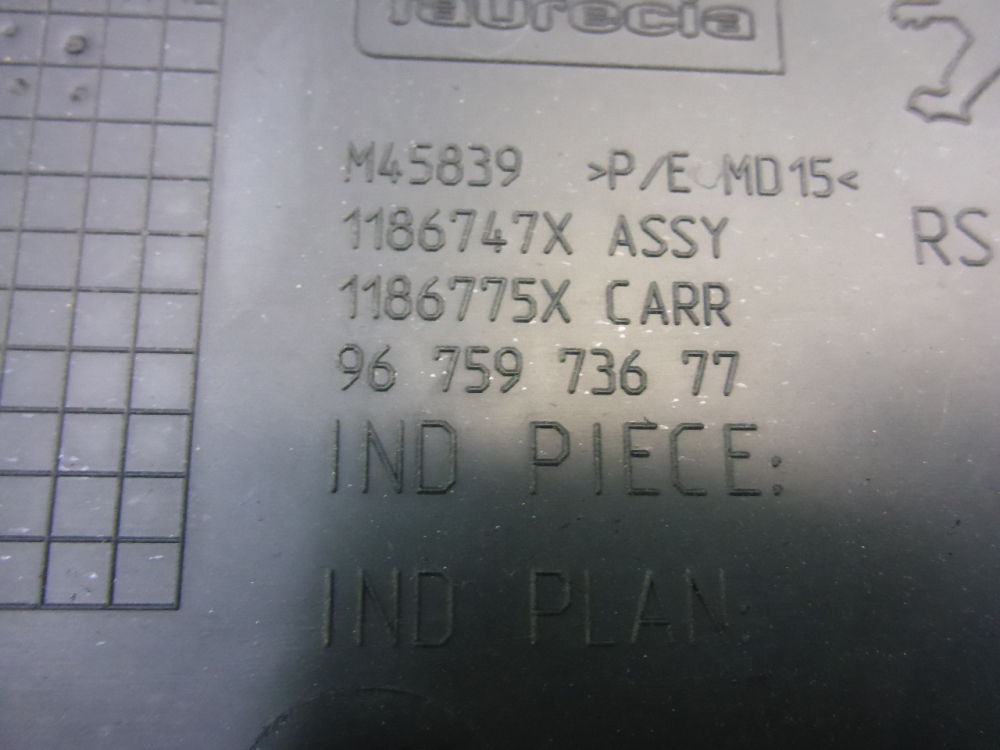 faurecia
M45839 >P/E MD15<
1186747X ASSY
RS
1186775X CARR
96 759 736 77
IND PIECE:
IND PLAN: